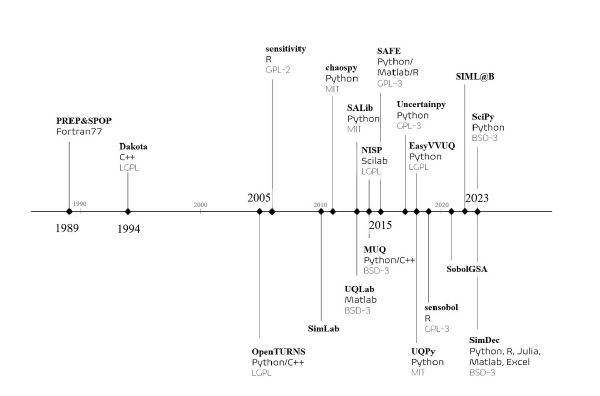 sensitivity
R
GPL-2
SAFE
Python/
Matlab/R
GPL-3
chaospy
Python
MIT
SIML@B
SALib
Python
MIT
Uncertainpy
Python
GPL-3
SciPy
Python
BSD-3
PREP&SPOP
Fortran77
Dakota
C++
LGPL
NISP
Scilab
LGPL
EasyVVUQ
Python
LGPL
2005
2023
1990
2000
2010
2020
1989
1994
2015
MUQ
Python/C++
BSD-3
SobolGSA
UQLab
Matlab
BSD-3
sensobol
R
GPL-3
SimLab
OpenTURNS
Python/C++
LGPL
UQPy
Python
MIT
SimDec
Python, R, Julia,
Matlab, Excel
BSD-3